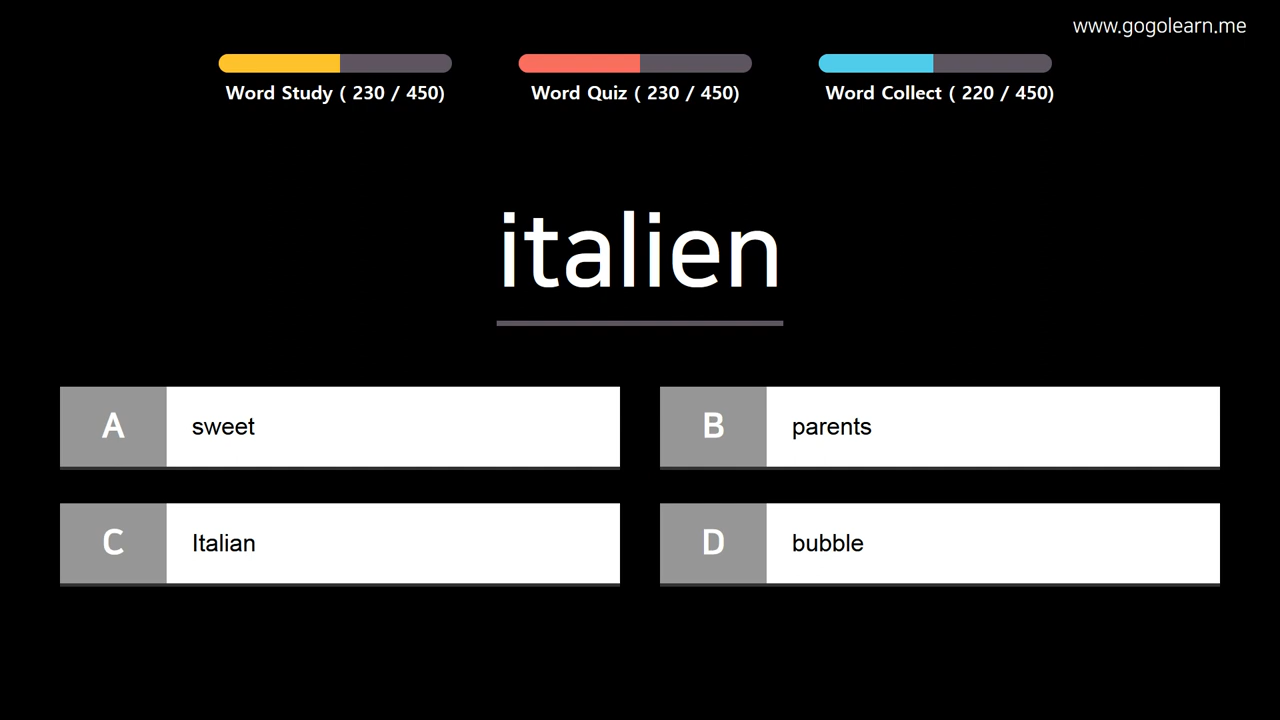 www.gogolearn.me
Word Study ( 230 / 450) Word Quiz ( 230 / 450) Word Collect ( 220 / 450)
italien
A sweet
B parents
C Italian
D bubble